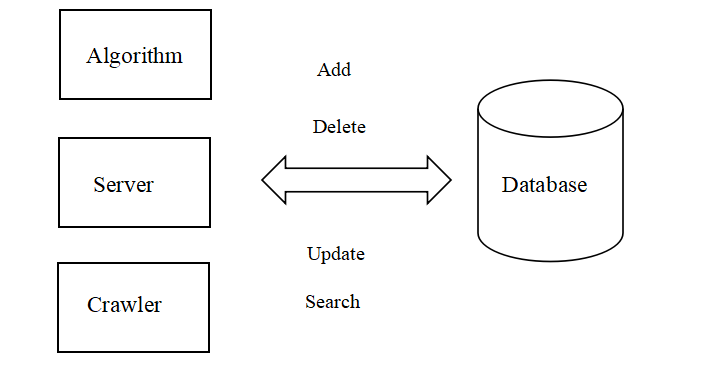 Algorithm
Add
Delete
Server
Database
Update
Search
Crawler